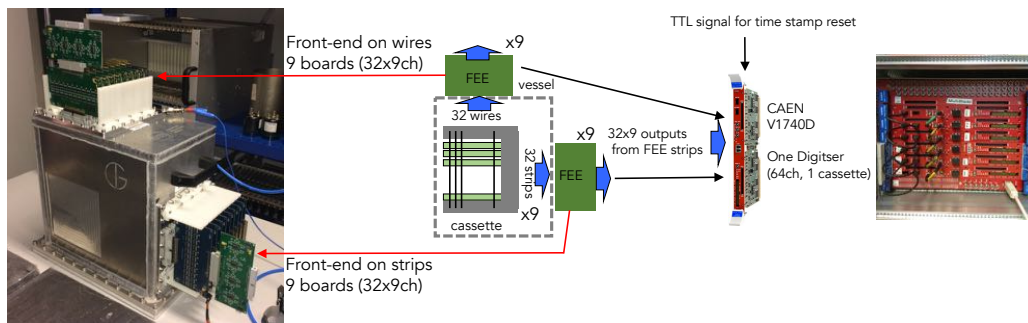 TTL signal for time stamp reset
Front-end on wires
9 boards (32x9ch)
x9
FEE
vessel
32 wires
32 strips
x9
cassette
x9
FEE
32x9 outputs
from FEE strips
CAEN
V1740D
One Digitser
(64ch, 1 cassette)
Front-end on strips
9 boards (32x9ch)